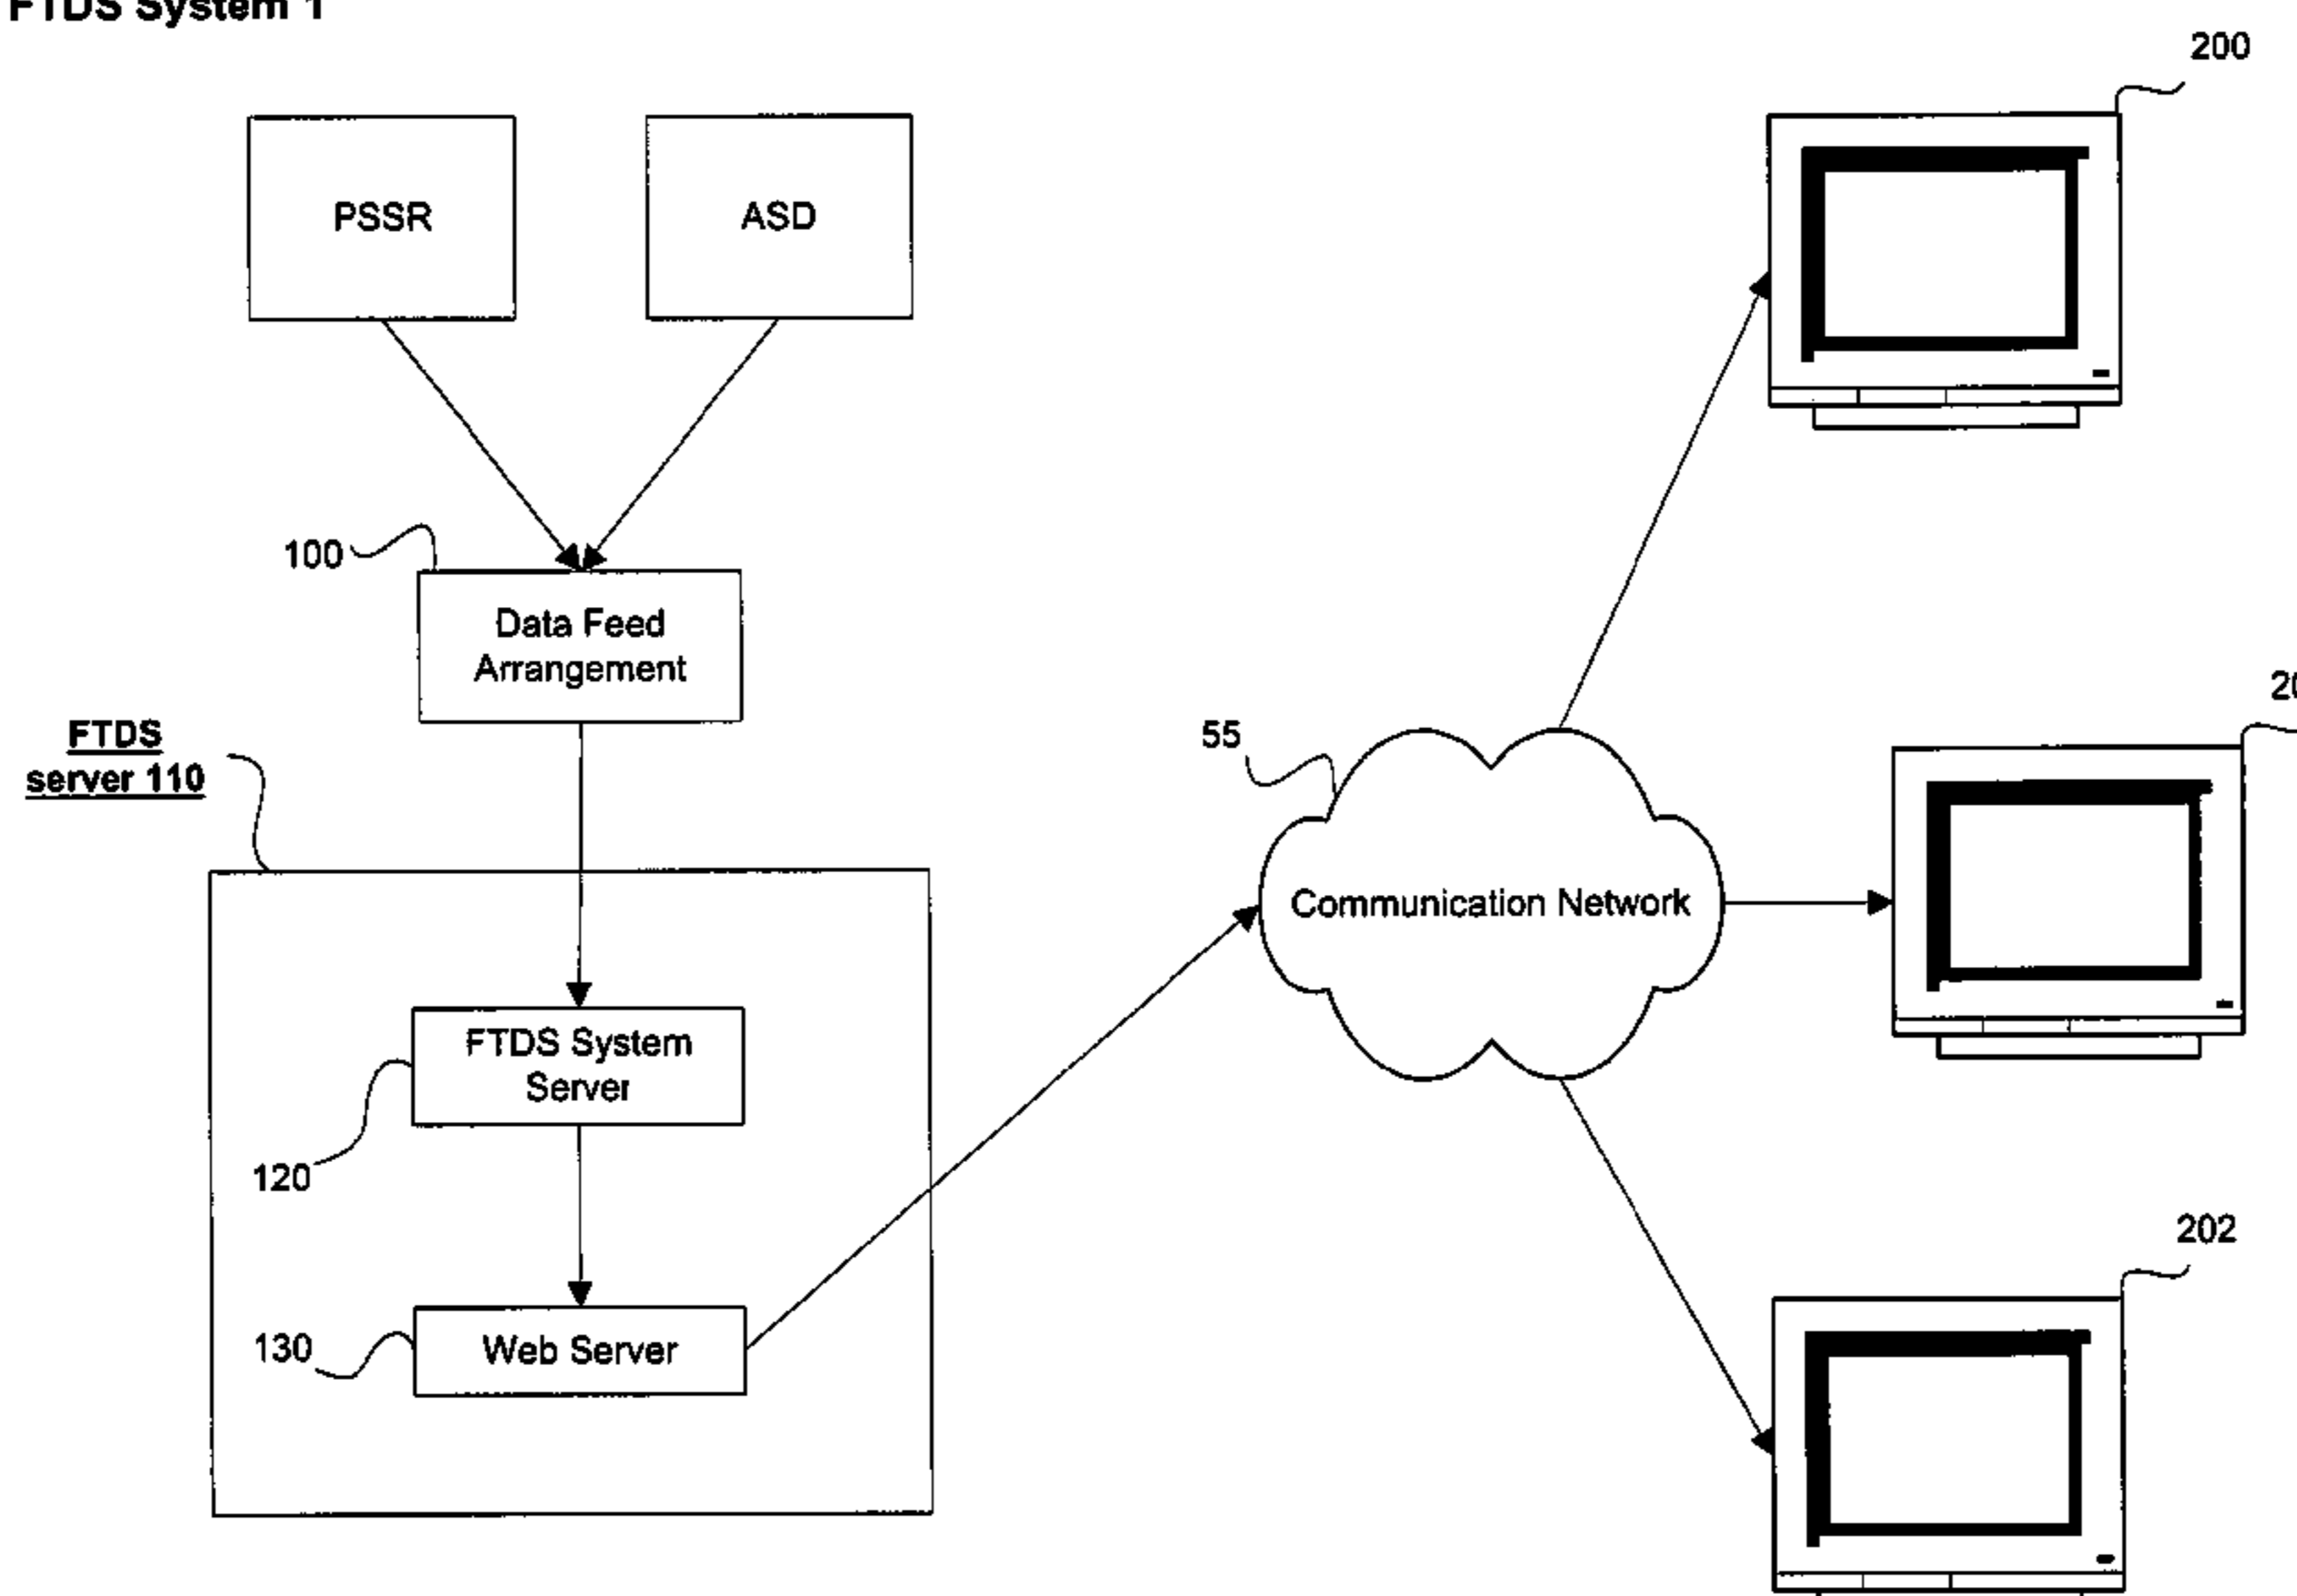 FTDS System 1
200
PSSR
ASD
100
Data Feed
Arrangement
FTDS
server 110
55
Communication Network
FTDS System
Server
120
202
130
Web Server